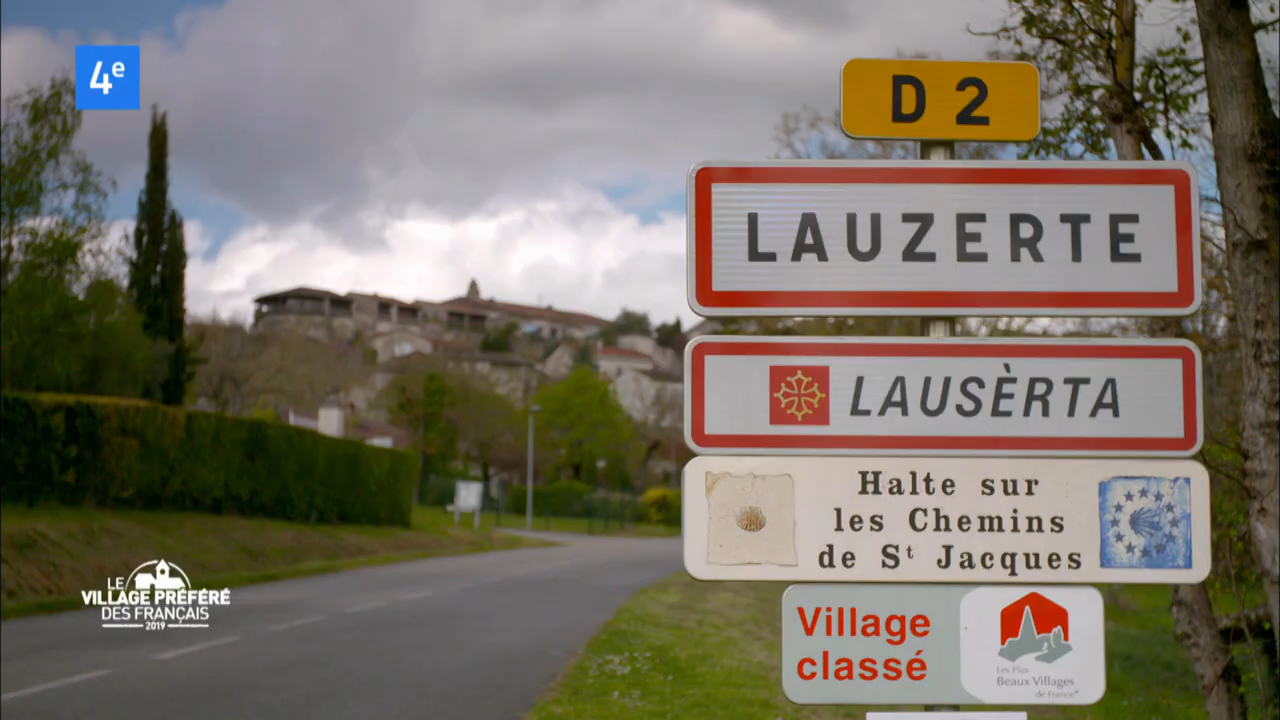 4e
D 2
LAUZERTE
LAUSÈRTA
Halte sur
les Chemins
de St Jacques
Village
classé
Les Plus
Beaux Villages
de France
LE
VILLAGE PRÉFÉRÉ
DES FRANÇAIS
2019